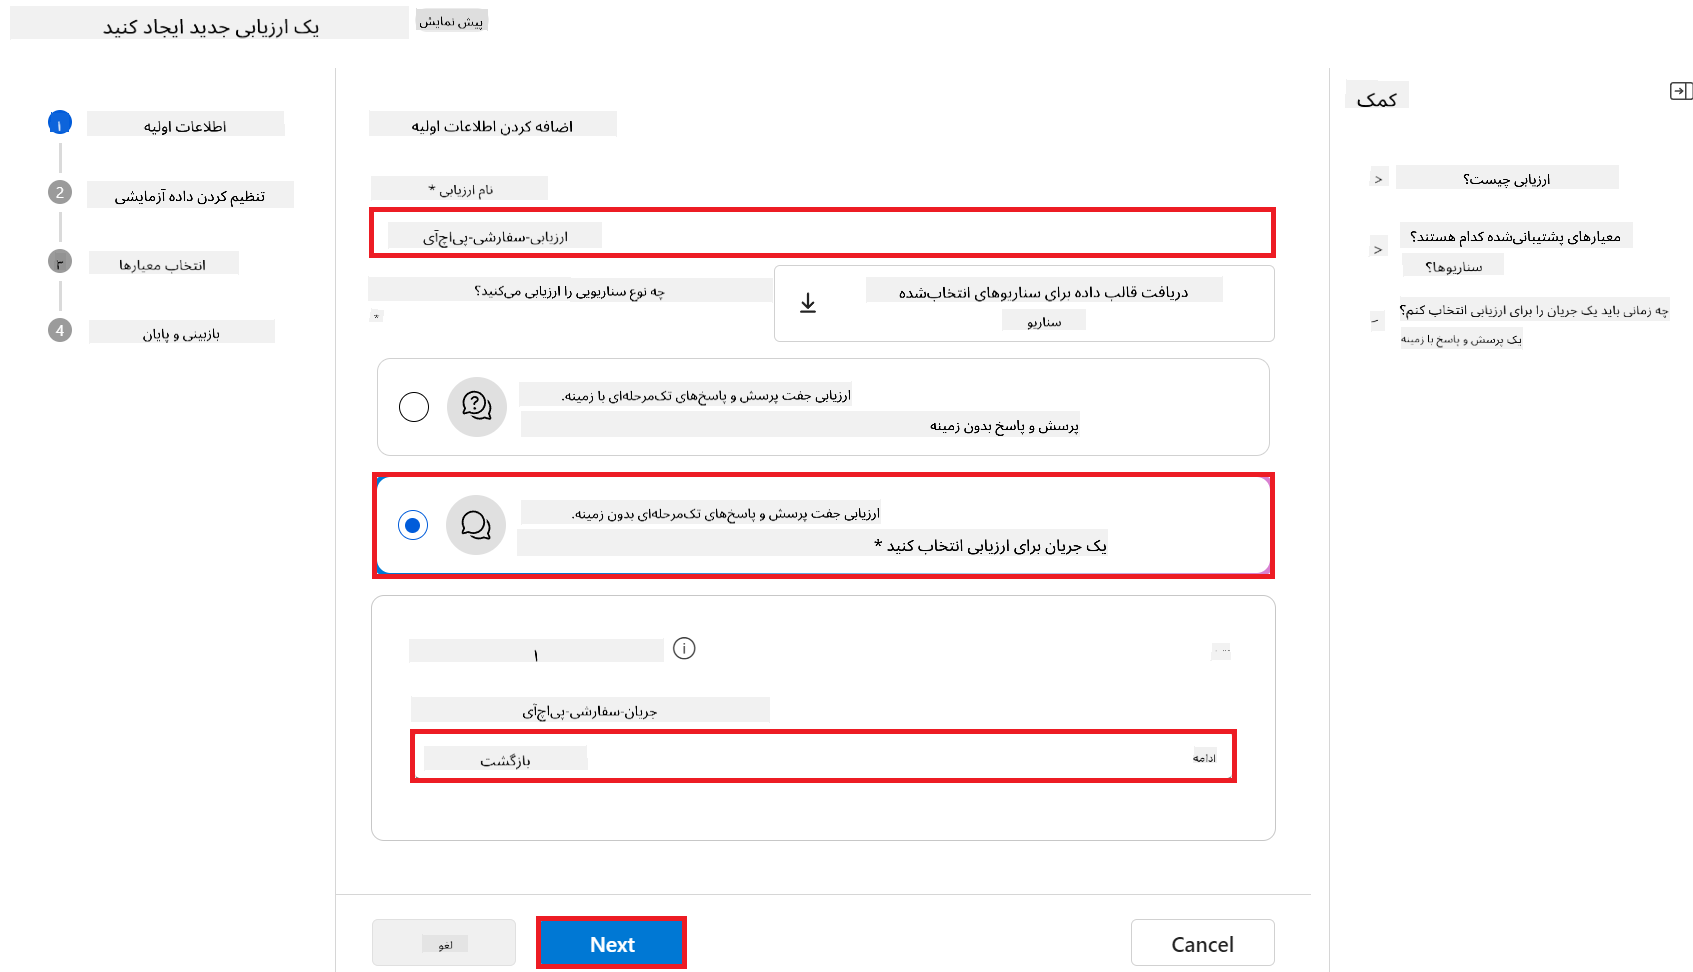 یک ارزیابی جدید ایجاد کنید
پیش نمایش
۱
اطلاعات اولیه
2
تنظیم کردن داده آزمایشی
۳
انتخاب معیارها
4
بازبینی و پایان
اضافه کردن اطلاعات اولیه
نام ارزیابی *
ارزیابی-سفارشی-پی‌اچ‌آی
چه نوع سناریویی را ارزیابی می‌کنید؟
*
دریافت قالب داده برای سناریوهای انتخاب‌شده
سناریو
ارزیابی جفت پرسش و پاسخ‌های تک‌مرحله‌ای با زمینه.
پرسش و پاسخ بدون زمینه
ارزیابی جفت پرسش و پاسخ‌های تک‌مرحله‌ای بدون زمینه.
یک جریان برای ارزیابی انتخاب کنید *
۱
جریان-سفارشی-پی‌اچ‌آی
بازگشت
ادامه
لغو
Next
Cancel
کمک
ارزیابی چیست؟
معیارهای پشتیبانی‌شده کدام هستند؟
سناریوها؟
چه زمانی باید یک جریان را برای ارزیابی انتخاب کنم؟
یک پرسش و پاسخ با زمینه